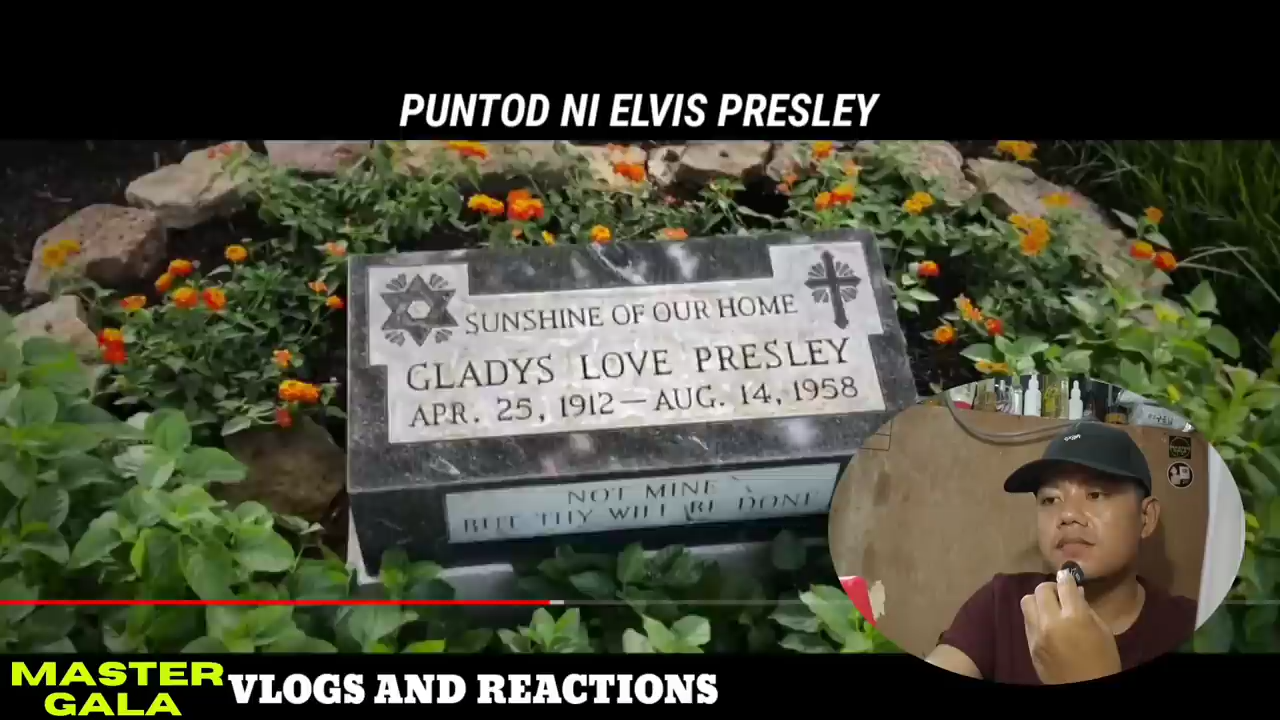 PUNTOD NI ELVIS PRESLEY
SUNSHINE OF OUR HOME
GLADYS LOVE PRESLEY
APR. 25, 1912 — AUG. 14, 1958
NOT MINE
BUT THY WILL BE DONE
MASTER
GALA
VLOGS AND REACTIONS